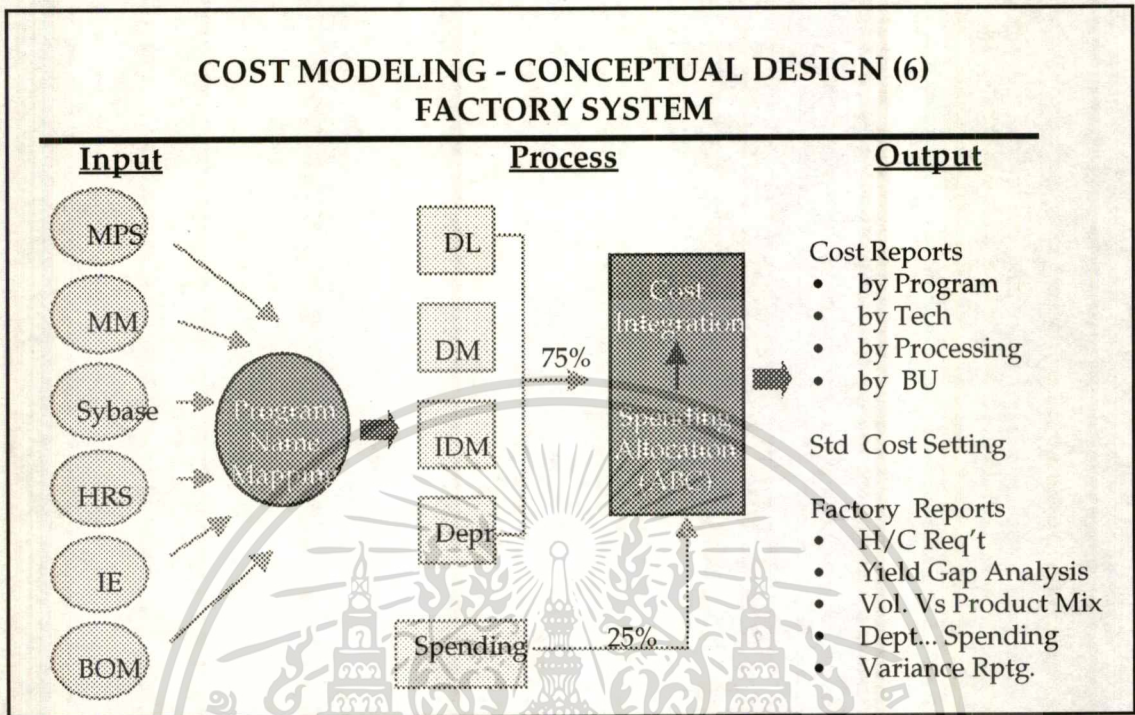 COST MODELING - CONCEPTUAL DESIGN (6)
FACTORY SYSTEM
Input
Process
Output
MPS
MM
Sybase
HRS
IE
BOM
Program
Name
Mapping
DL
DM
IDM
Depr
Spending
75%
25%
Cost
Integration
Spending
Allocation
(ABC)
Cost Reports
• by Program
• by Tech
• by Processing
• by BU
Std Cost Setting
Factory Reports
• H/C Req't
• Yield Gap Analysis
• Vol. Vs Product Mix
• Dept... Spending
• Variance Rptg.